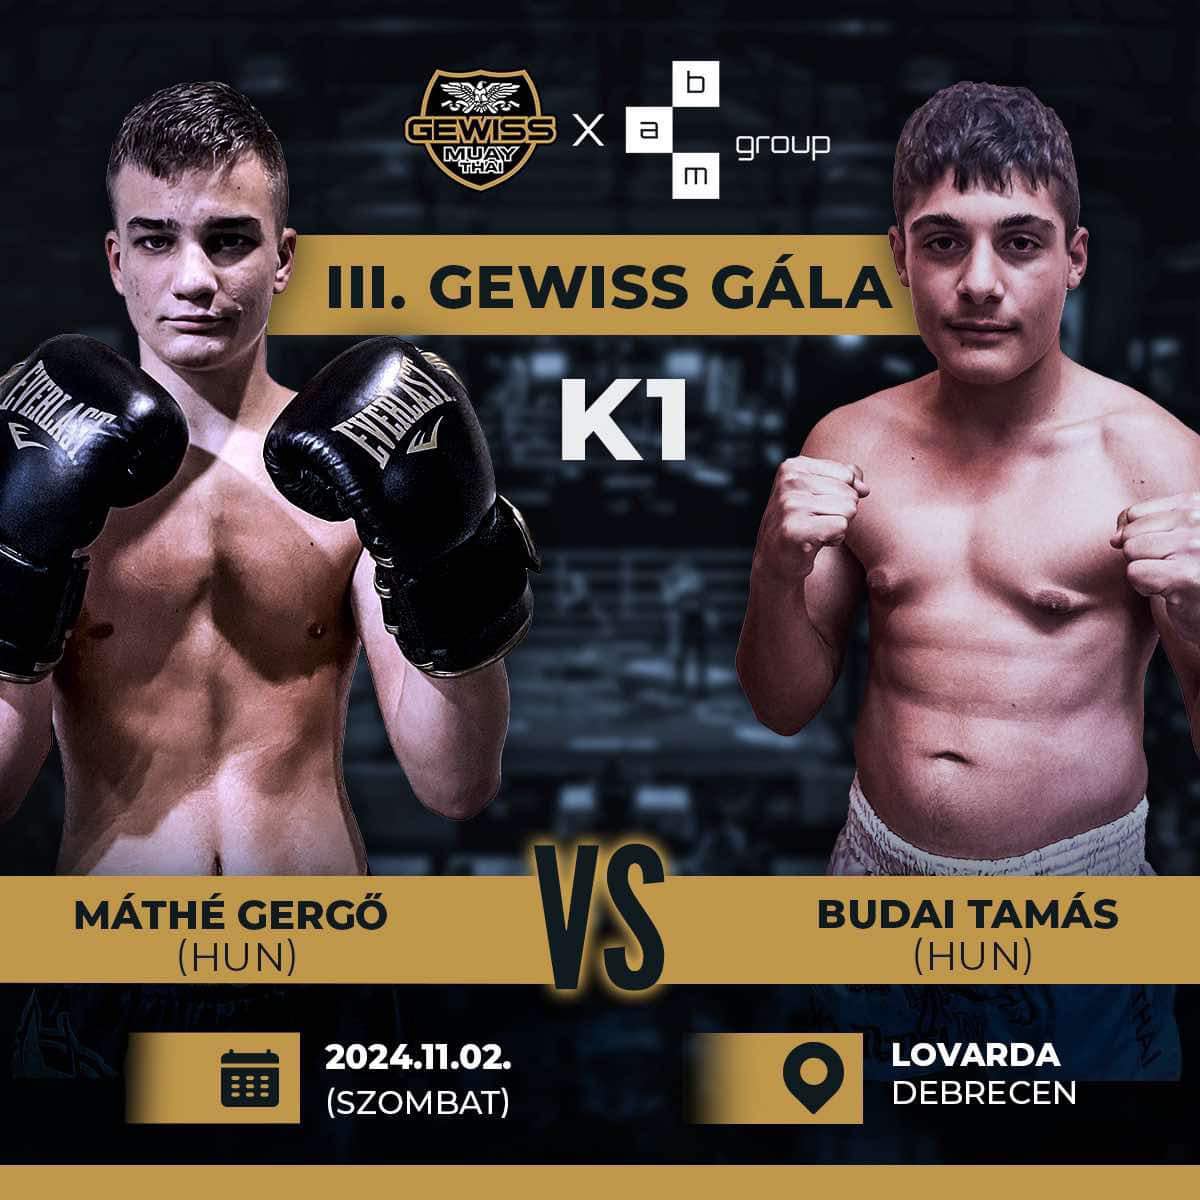 GEWISS
MUAY
THAI
X
b
a
m
group
III. GEWISS GÁLA
K1
EVERLAST
EVERLAST
VS
MÁTHÉ GERGŐ
(HUN)
BUDAI TAMÁS
(HUN)
2024.11.02.
(SZOMBAT)
LOVARDA
DEBRECEN
THAI